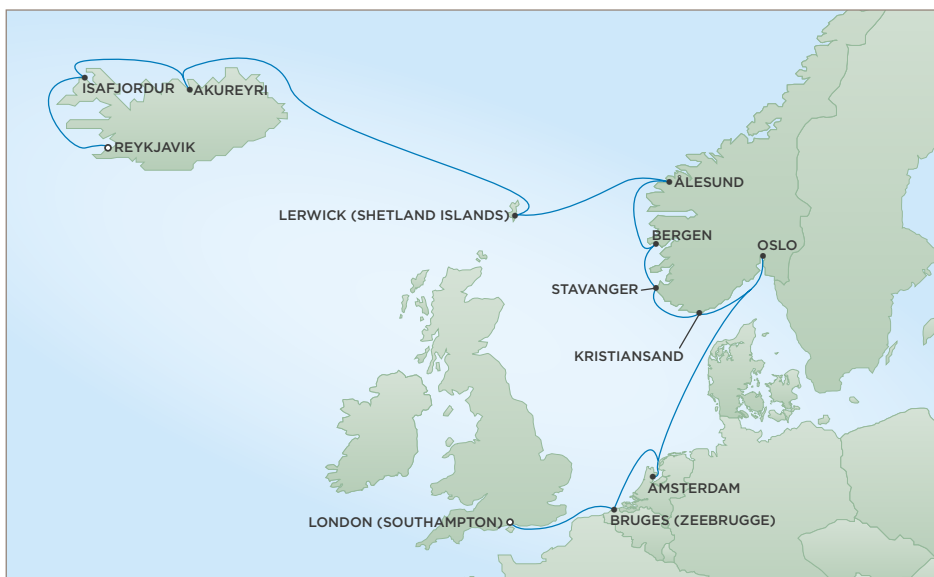 ISAFJORDUR
AKUREYRI
REYKJAVIK
ÅLESUND
LERWICK (SHETLAND ISLANDS)
BERGEN
OSLO
STAVANGER
KRISTIANSAND
AMSTERDAM
LONDON (SOUTHAMPTON)
BRUGES (ZEEBRUGGE)